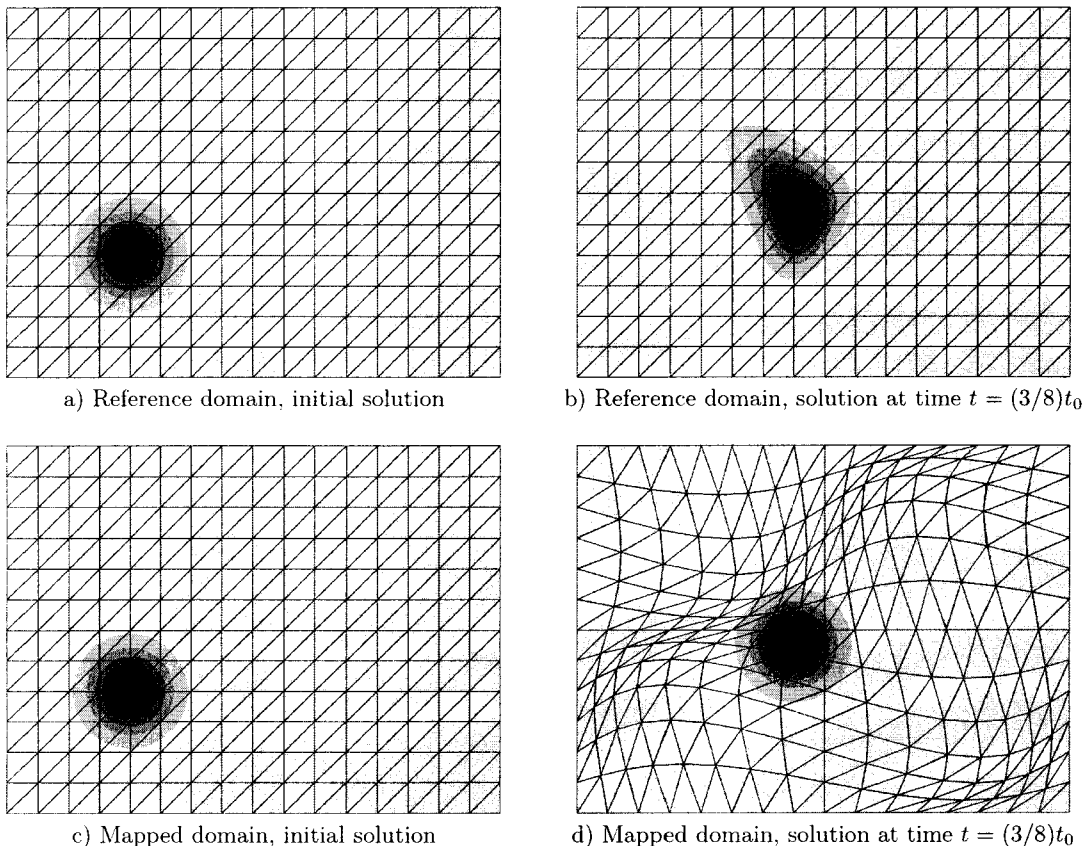 a) Reference domain, initial solution
b) Reference domain, solution at time t = (3/8)t₀
c) Mapped domain, initial solution
d) Mapped domain, solution at time t = (3/8)t₀